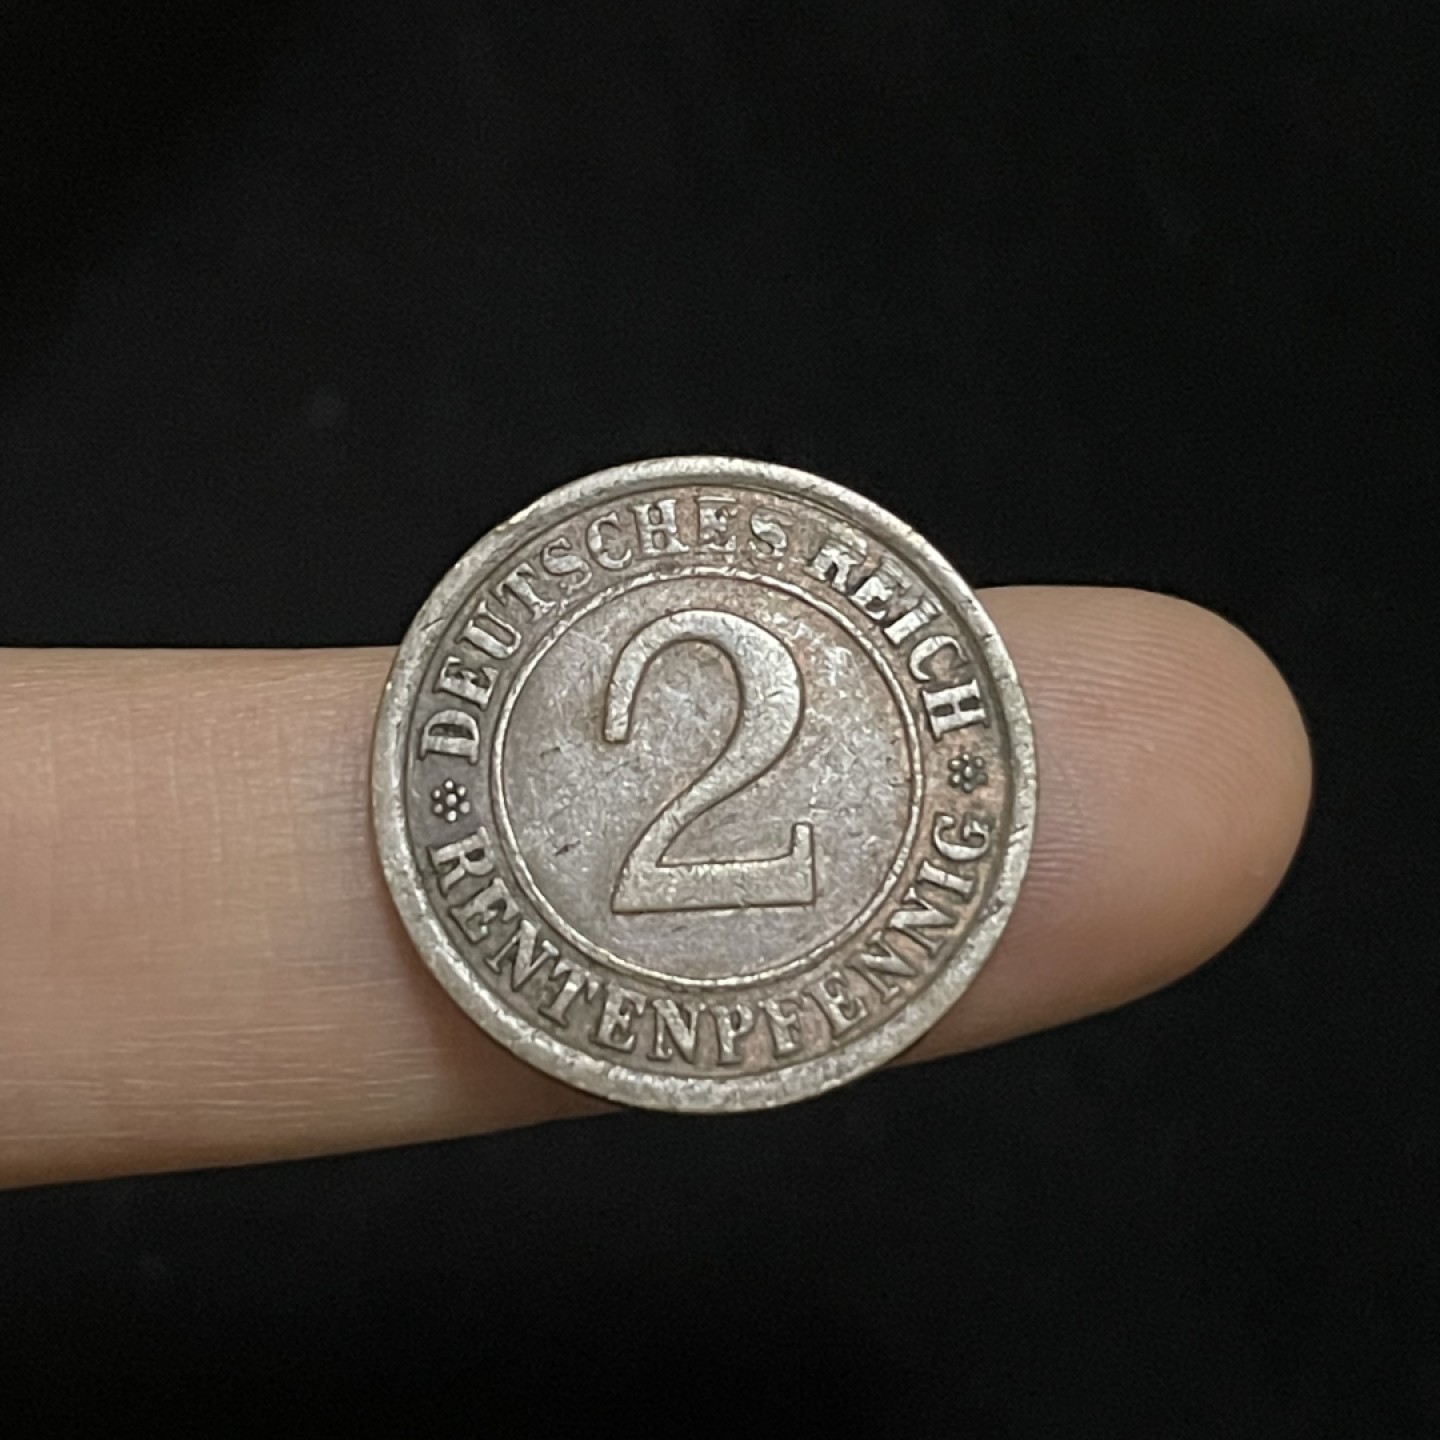 DEUTSCHES REICH
2
RENTENPFENNIG